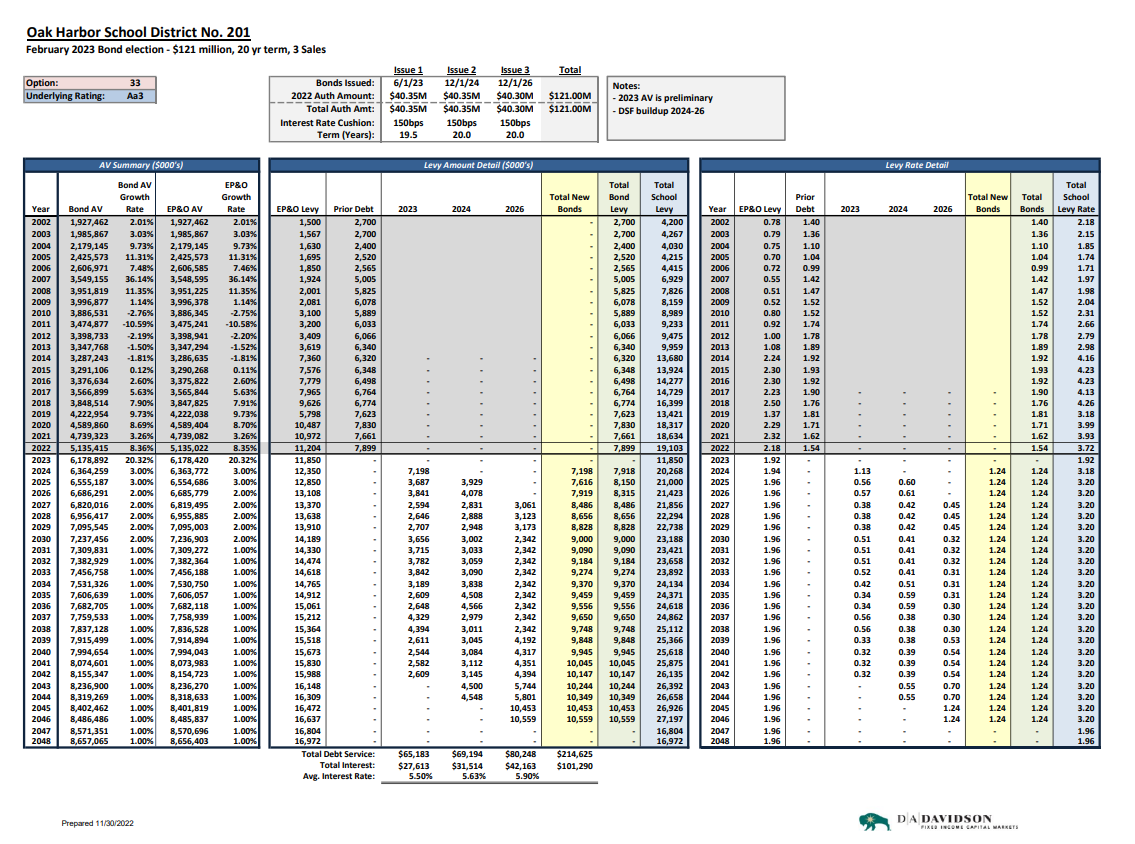 Oak Harbor School District No. 201
February 2023 Bond election - $121 million, 20 yr term, 3 Sales
Issue 1 Issue 2 Issue 3 Total
Option: 33
Underlying Rating: Aa3
Bonds Issued: 6/1/23 12/1/24 12/1/26
2022 Auth Amount: $40.35M $40.35M $40.30M $121.00M
Total Auth Amt: $40.35M $40.35M $40.30M $121.00M
Interest Rate Cushion: 150bps 150bps 150bps
Term (Years): 19.5 20.0 20.0
Notes:
- 2023 AV is preliminary
- DSF buildup 2024-26
AV Summary ($000's)
Year Bond AV Bond AV Growth Rate EP&O AV EP&O Growth Rate
2002 1,927,462 2.01% 1,927,462 2.01%
2003 1,985,867 3.03% 1,985,867 3.03%
2004 2,179,145 9.73% 2,179,145 9.73%
2005 2,425,573 11.31% 2,425,573 11.31%
2006 2,606,971 7.48% 2,606,585 7.46%
2007 3,549,155 36.14% 3,548,595 36.14%
2008 3,951,819 11.35% 3,951,225 11.35%
2009 3,996,877 1.14% 3,996,378 1.14%
2010 3,886,531 -2.76% 3,886,345 -2.75%
2011 3,474,877 -10.59% 3,475,241 -10.58%
2012 3,398,733 -2.19% 3,398,941 -2.20%
2013 3,347,768 -1.50% 3,347,294 -1.52%
2014 3,287,243 -1.81% 3,286,635 -1.81%
2015 3,291,106 0.12% 3,290,268 0.11%
2016 3,376,634 2.60% 3,375,822 2.60%
2017 3,566,899 5.63% 3,565,844 5.63%
2018 3,848,514 7.90% 3,847,825 7.91%
2019 4,222,954 9.73% 4,222,038 9.73%
2020 4,589,860 8.69% 4,589,404 8.70%
2021 4,739,323 3.26% 4,739,082 3.26%
2022 5,135,415 8.36% 5,135,022 8.35%
2023 6,178,892 20.32% 6,178,420 20.32%
2024 6,364,259 3.00% 6,363,772 3.00%
2025 6,555,187 3.00% 6,554,686 3.00%
2026 6,686,291 2.00% 6,685,779 2.00%
2027 6,820,016 2.00% 6,819,495 2.00%
2028 6,956,417 2.00% 6,955,885 2.00%
2029 7,095,545 2.00% 7,095,003 2.00%
2030 7,237,456 2.00% 7,236,903 2.00%
2031 7,309,831 1.00% 7,309,272 1.00%
2032 7,382,929 1.00% 7,382,364 1.00%
2033 7,456,758 1.00% 7,456,188 1.00%
2034 7,531,326 1.00% 7,530,750 1.00%
2035 7,606,639 1.00% 7,606,057 1.00%
2036 7,682,705 1.00% 7,682,118 1.00%
2037 7,759,533 1.00% 7,758,939 1.00%
2038 7,837,128 1.00% 7,836,528 1.00%
2039 7,915,499 1.00% 7,914,894 1.00%
2040 7,994,654 1.00% 7,994,043 1.00%
2041 8,074,601 1.00% 8,073,983 1.00%
2042 8,155,347 1.00% 8,154,723 1.00%
2043 8,236,900 1.00% 8,236,270 1.00%
2044 8,319,269 1.00% 8,318,633 1.00%
2045 8,402,462 1.00% 8,401,819 1.00%
2046 8,486,486 1.00% 8,485,837 1.00%
2047 8,571,351 1.00% 8,570,696 1.00%
2048 8,657,065 1.00% 8,656,403 1.00%
Levy Amount Detail ($000's)
EP&O Levy Prior Debt 2023 2024 2026 Total New Bonds Total Bond Levy Total School Levy
1,500 2,700 - 2,700 4,200
1,567 2,700 - 2,700 4,267
1,630 2,400 - 2,400 4,030
1,695 2,520 - 2,520 4,215
1,850 2,565 - 2,565 4,415
1,924 5,005 - 5,005 6,929
2,001 5,825 - 5,825 7,826
2,081 6,078 - 6,078 8,159
3,100 5,889 - 5,889 8,989
3,200 6,033 - 6,033 9,233
3,409 6,066 - 6,066 9,475
3,619 6,340 - 6,340 9,959
7,360 6,320 - - - - 6,320 13,680
7,576 6,348 - - - - 6,348 13,924
7,779 6,498 - - - - 6,498 14,277
7,965 6,764 - - - - 6,764 14,729
9,626 6,774 - - - - 6,774 16,399
5,798 7,623 - - - - 7,623 13,421
10,487 7,830 - - - - 7,830 18,317
10,972 7,661 - - - - 7,661 18,634
11,204 7,899 - - - - 7,899 19,103
11,850 - - - - - - 11,850
12,350 - 7,198 - - 7,198 7,918 20,268
12,850 - 3,687 3,929 - 7,616 8,150 21,000
13,108 - 3,841 4,078 - 7,919 8,315 21,423
13,370 - 2,594 2,831 3,061 8,486 8,486 21,856
13,638 - 2,646 2,888 3,123 8,656 8,656 22,294
13,910 - 2,707 2,948 3,173 8,828 8,828 22,738
14,189 - 3,656 3,002 2,342 9,000 9,000 23,188
14,330 - 3,715 3,033 2,342 9,090 9,090 23,421
14,474 - 3,782 3,059 2,342 9,184 9,184 23,658
14,618 - 3,842 3,090 2,342 9,274 9,274 23,892
14,765 - 3,189 3,838 2,342 9,370 9,370 24,134
14,912 - 2,609 4,508 2,342 9,459 9,459 24,371
15,061 - 2,648 4,566 2,342 9,556 9,556 24,618
15,212 - 4,329 2,979 2,342 9,650 9,650 24,862
15,364 - 4,394 3,011 2,342 9,748 9,748 25,112
15,518 - 2,611 3,045 4,192 9,848 9,848 25,366
15,673 - 2,544 3,084 4,317 9,945 9,945 25,618
15,830 - 2,582 3,112 4,351 10,045 10,045 25,875
15,988 - 2,609 3,145 4,394 10,147 10,147 26,135
16,148 - - 4,500 5,744 10,244 10,244 26,392
16,309 - - 4,548 5,801 10,349 10,349 26,658
16,472 - - - 10,453 10,453 10,453 26,926
16,637 - - - 10,559 10,559 10,559 27,197
16,804 - - 16,804
16,972 - - 16,972
Total Debt Service: $65,183 $69,194 $80,248 $214,625
Total Interest: $27,613 $31,514 $42,163 $101,290
Avg. Interest Rate: 5.50% 5.63% 5.90%
Levy Rate Detail
Year EP&O Levy Prior Debt 2023 2024 2026 Total New Bonds Total Bonds Total School Levy Rate
2002 0.78 1.40 1.40 2.18
2003 0.79 1.36 1.36 2.15
2004 0.75 1.10 1.10 1.85
2005 0.70 1.04 1.04 1.74
2006 0.72 0.99 0.99 1.71
2007 0.55 1.42 1.42 1.97
2008 0.51 1.47 1.47 1.98
2009 0.52 1.52 1.52 2.04
2010 0.80 1.52 1.52 2.31
2011 0.92 1.74 1.74 2.66
2012 1.00 1.78 1.78 2.79
2013 1.08 1.89 1.89 2.98
2014 2.24 1.92 1.92 4.16
2015 2.30 1.93 1.93 4.23
2016 2.30 1.92 1.92 4.23
2017 2.23 1.90 - - - - 1.90 4.13
2018 2.50 1.76 - - - - 1.76 4.26
2019 1.37 1.81 - - - - 1.81 3.18
2020 2.29 1.71 - - - - 1.71 3.99
2021 2.32 1.62 - - - - 1.62 3.93
2022 2.18 1.54 - - - - 1.54 3.72
2023 1.92 - - - - - - 1.92
2024 1.94 - 1.13 - - 1.24 1.24 3.18
2025 1.96 - 0.56 0.60 - 1.24 1.24 3.20
2026 1.96 - 0.57 0.61 - 1.24 1.24 3.20
2027 1.96 - 0.38 0.42 0.45 1.24 1.24 3.20
2028 1.96 - 0.38 0.42 0.45 1.24 1.24 3.20
2029 1.96 - 0.38 0.42 0.45 1.24 1.24 3.20
2030 1.96 - 0.51 0.41 0.32 1.24 1.24 3.20
2031 1.96 - 0.51 0.41 0.32 1.24 1.24 3.20
2032 1.96 - 0.51 0.41 0.32 1.24 1.24 3.20
2033 1.96 - 0.52 0.41 0.31 1.24 1.24 3.20
2034 1.96 - 0.42 0.51 0.31 1.24 1.24 3.20
2035 1.96 - 0.34 0.59 0.31 1.24 1.24 3.20
2036 1.96 - 0.34 0.59 0.30 1.24 1.24 3.20
2037 1.96 - 0.56 0.38 0.30 1.24 1.24 3.20
2038 1.96 - 0.56 0.38 0.30 1.24 1.24 3.20
2039 1.96 - 0.33 0.38 0.53 1.24 1.24 3.20
2040 1.96 - 0.32 0.39 0.54 1.24 1.24 3.20
2041 1.96 - 0.32 0.39 0.54 1.24 1.24 3.20
2042 1.96 - 0.32 0.39 0.54 1.24 1.24 3.20
2043 1.96 - - 0.55 0.70 1.24 1.24 3.20
2044 1.96 - - 0.55 0.70 1.24 1.24 3.20
2045 1.96 - - - 1.24 1.24 1.24 3.20
2046 1.96 - - - 1.24 1.24 1.24 3.20
2047 1.96 - - - - - - 1.96
2048 1.96 - - - - - - 1.96
Prepared 11/30/2022
D|A|DAVIDSON
FIXED INCOME CAPITAL MARKETS